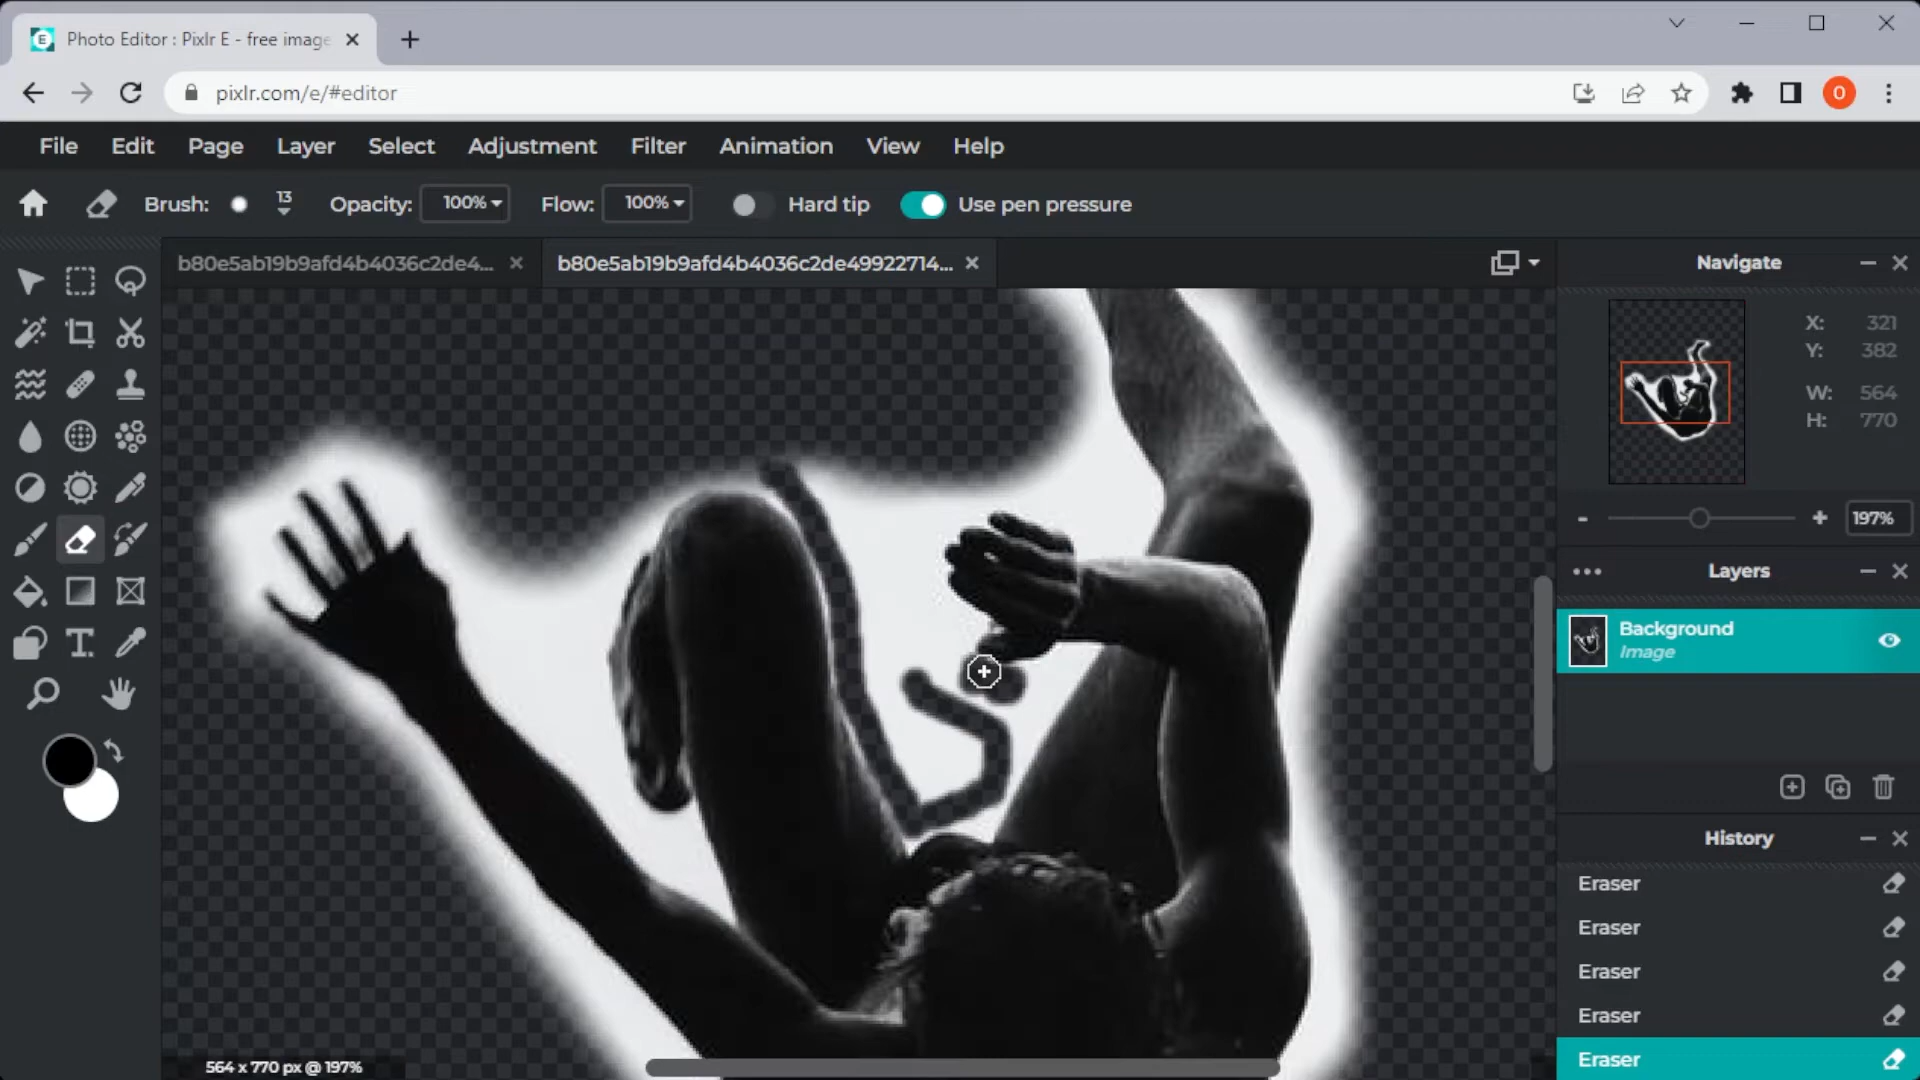 Photo Editor : Pixlr E - free image
pixlr.com/e/#editor
O
File Edit Page Layer Select Adjustment Filter Animation View Help
Brush: 13 Opacity: 100% Flow: 100% Hard tip Use pen pressure
b80e5ab19b9afd4b4036c2de4... b80e5ab19b9afd4b4036c2de49922714...
Navigate
X: 321
Y: 382
W: 564
H: 770
- + 197%
Layers
Background
Image
T.
History
Eraser
Eraser
Eraser
Eraser
Eraser
564 x 770 px @ 197%